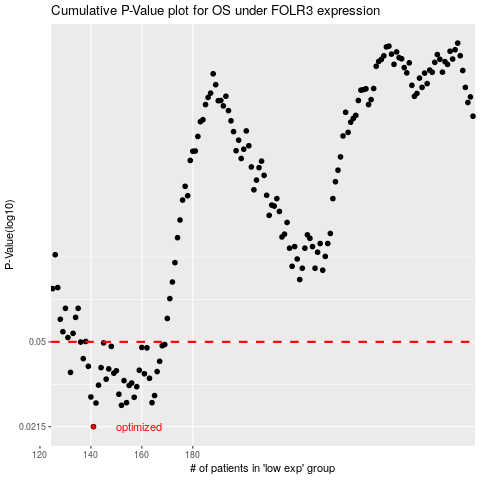 Cumulative P-Value plot for OS under FOLR3 expression
P-Value(log10)
0.05
0.0215
optimized
120 140 160 180
# of patients in 'low exp' group